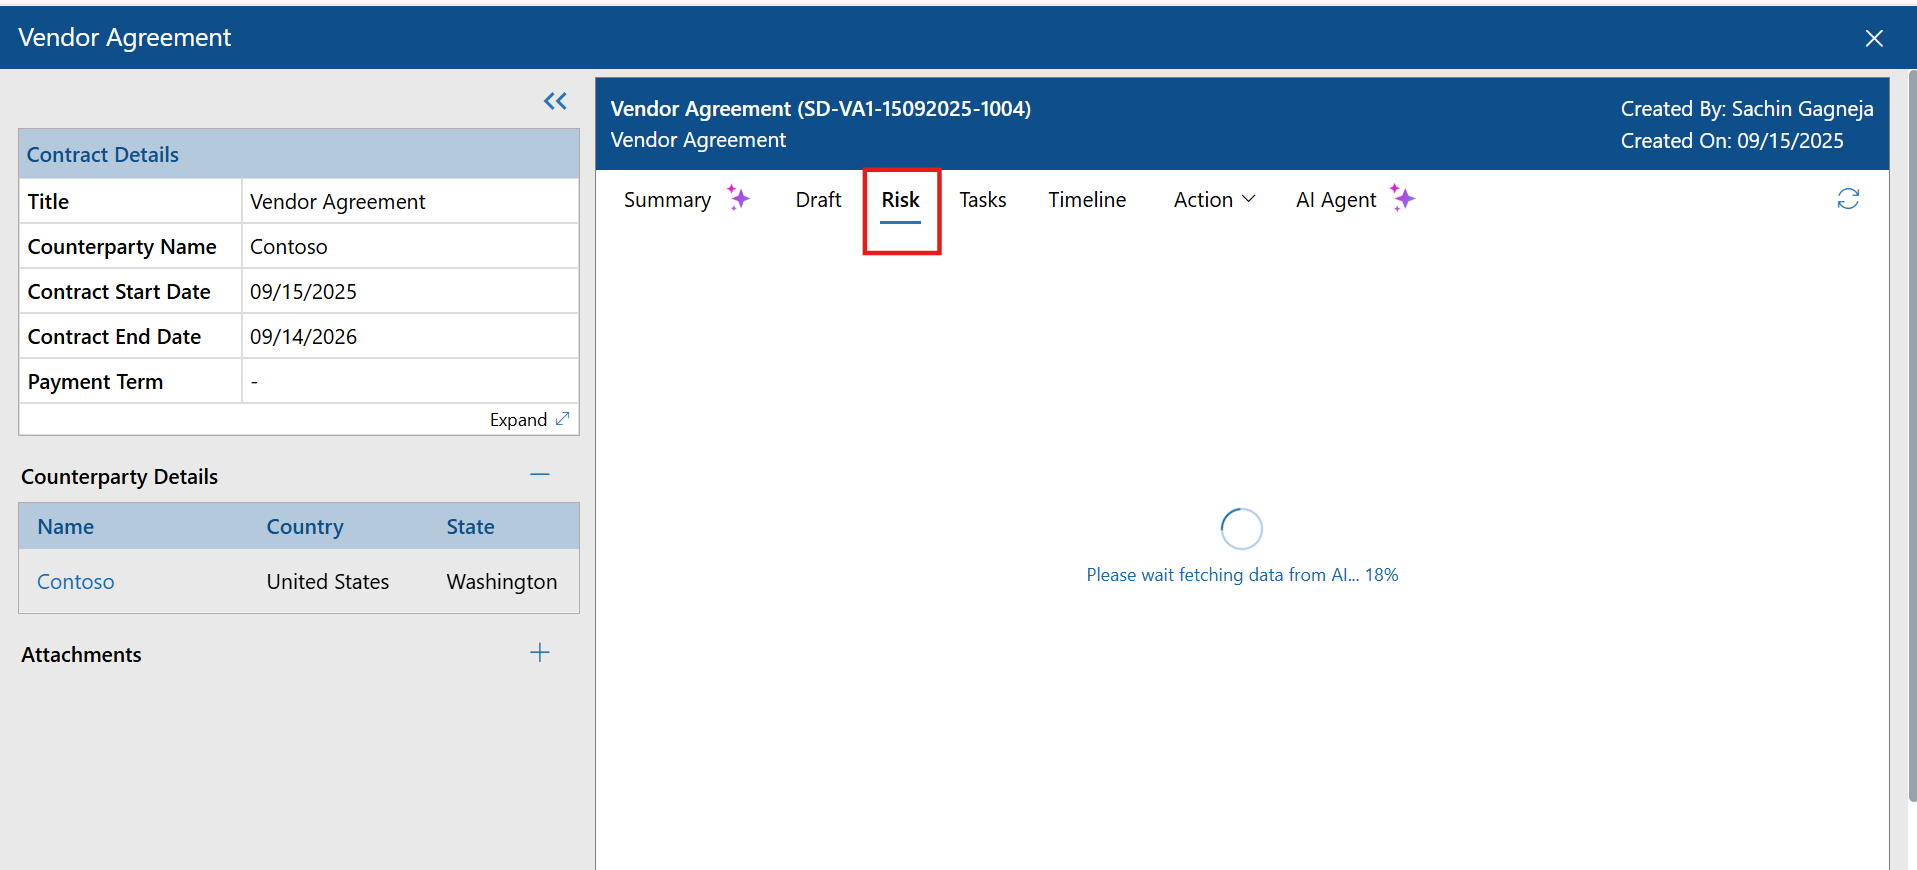 Vendor Agreement
Contract Details
Title Vendor Agreement
Counterparty Name Contoso
Contract Start Date 09/15/2025
Contract End Date 09/14/2026
Payment Term -
Expand
Counterparty Details
Name Country State
Contoso United States Washington
Attachments
Vendor Agreement (SD-VA1-15092025-1004)
Vendor Agreement
Created By: Sachin Gagneja
Created On: 09/15/2025
Summary Draft Risk Tasks Timeline Action AI Agent
Please wait fetching data from AI... 18%